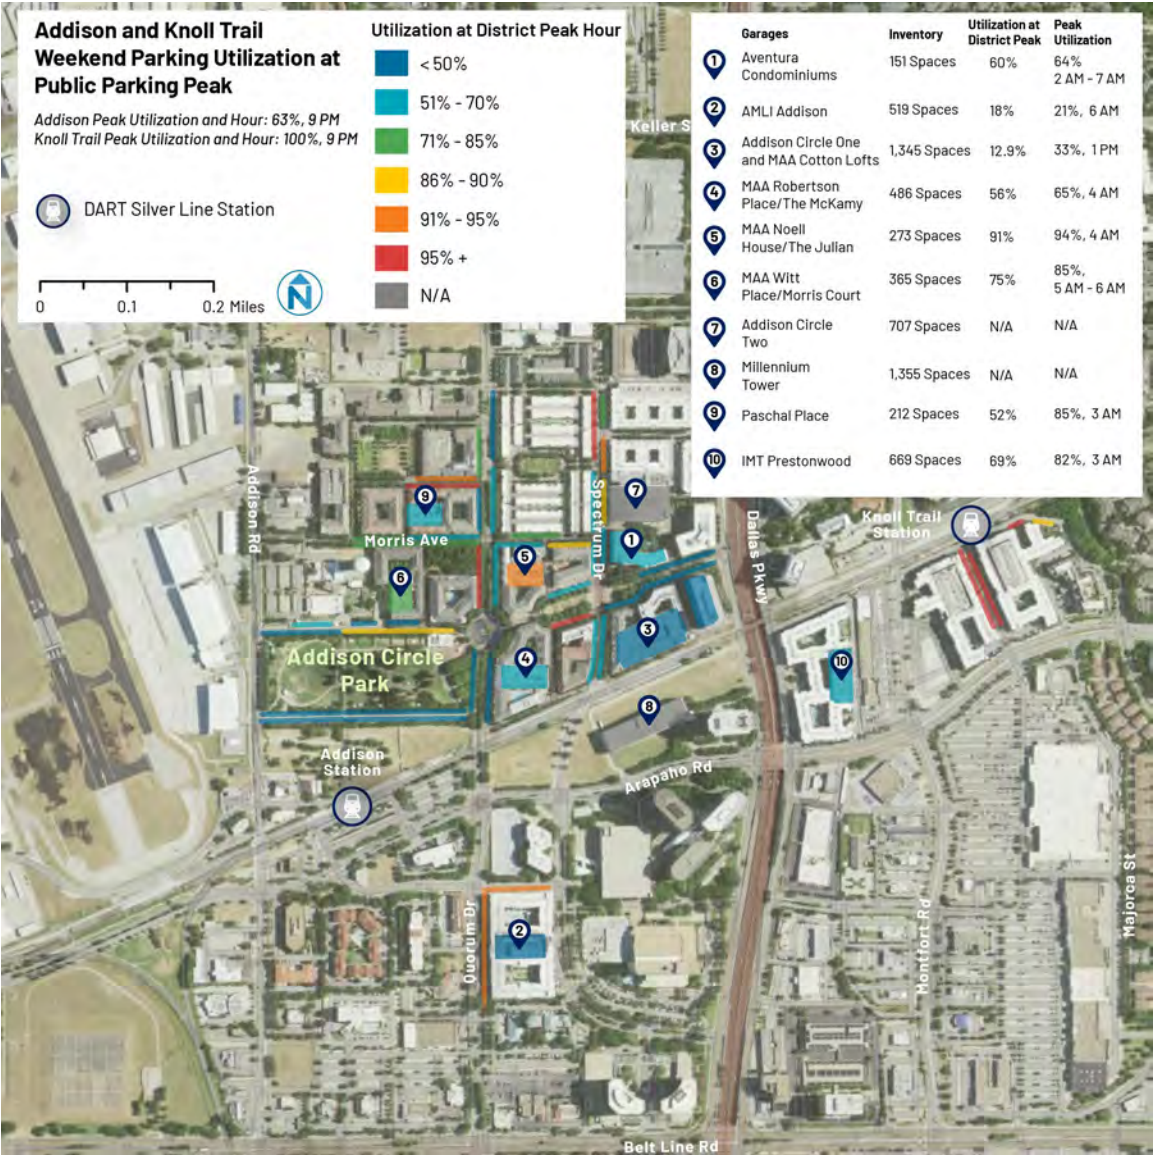 Addison and Knoll Trail
Weekend Parking Utilization at
Public Parking Peak
Addison Peak Utilization and Hour: 63%, 9 PM
Knoll Trail Peak Utilization and Hour: 100%, 9 PM
DART Silver Line Station
0 0.1 0.2 Miles
N
Utilization at District Peak Hour
< 50%
51% - 70%
71% - 85%
86% - 90%
91% - 95%
95% +
N/A
Garages Inventory Utilization at District Peak Peak Utilization
1 Aventura Condominiums 151 Spaces 60% 64% 2 AM - 7 AM
2 AMLI Addison 519 Spaces 18% 21%, 6 AM
3 Addison Circle One and MAA Cotton Lofts 1,345 Spaces 12.9% 33%, 1 PM
4 MAA Robertson Place/The McKamy 486 Spaces 56% 65%, 4 AM
5 MAA Noell House/The Julian 273 Spaces 91% 94%, 4 AM
6 MAA Witt Place/Morris Court 365 Spaces 75% 85%, 5 AM - 6 AM
7 Addison Circle Two 707 Spaces N/A N/A
8 Millennium Tower 1,355 Spaces N/A N/A
9 Paschal Place 212 Spaces 52% 85%, 3 AM
10 IMT Prestonwood 669 Spaces 69% 82%, 3 AM
Keller S
Addison Rd
9
7
Spectrum Dr
Dallas Pkwy
Knoll Trail
Station
Morris Ave
1
5
6
3
4
10
Addison Circle
Park
8
Addison
Station
Arapaho Rd
Quorum Dr
2
Montfort Rd
Majorca St
Belt Line Rd